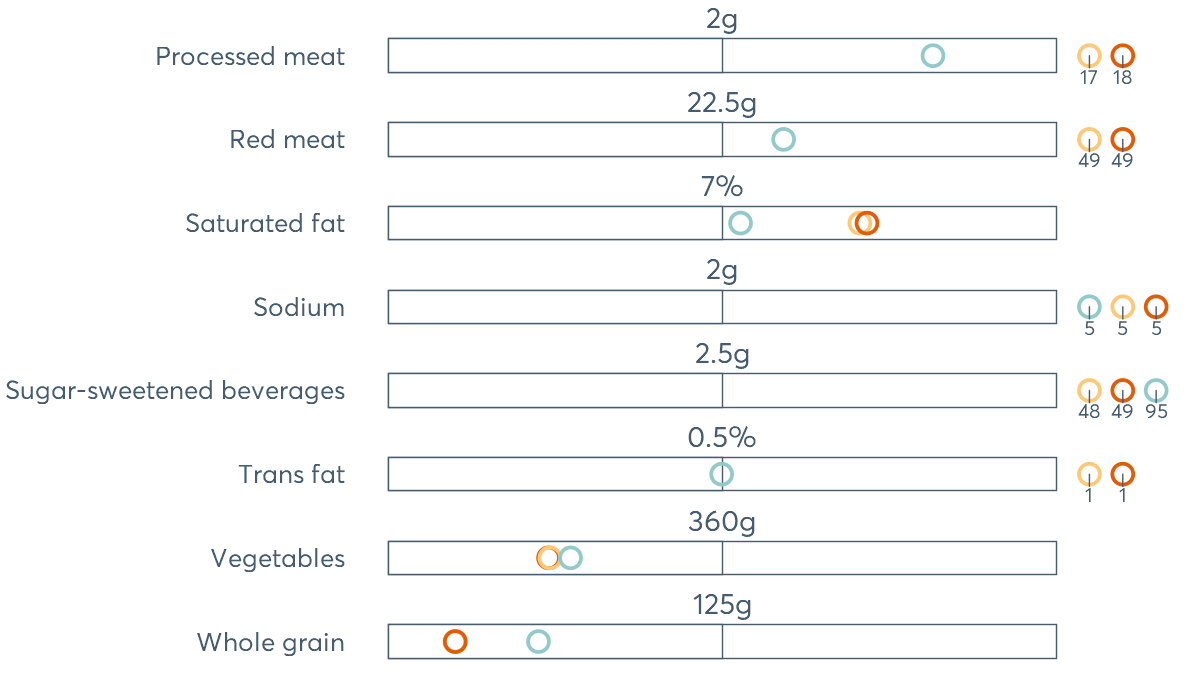 2g
Processed meat
17 18
22.5g
Red meat
49 49
7%
Saturated fat
2g
Sodium
5 5 5
2.5g
Sugar-sweetened beverages
48 49 95
0.5%
Trans fat
1 1
360g
Vegetables
125g
Whole grain